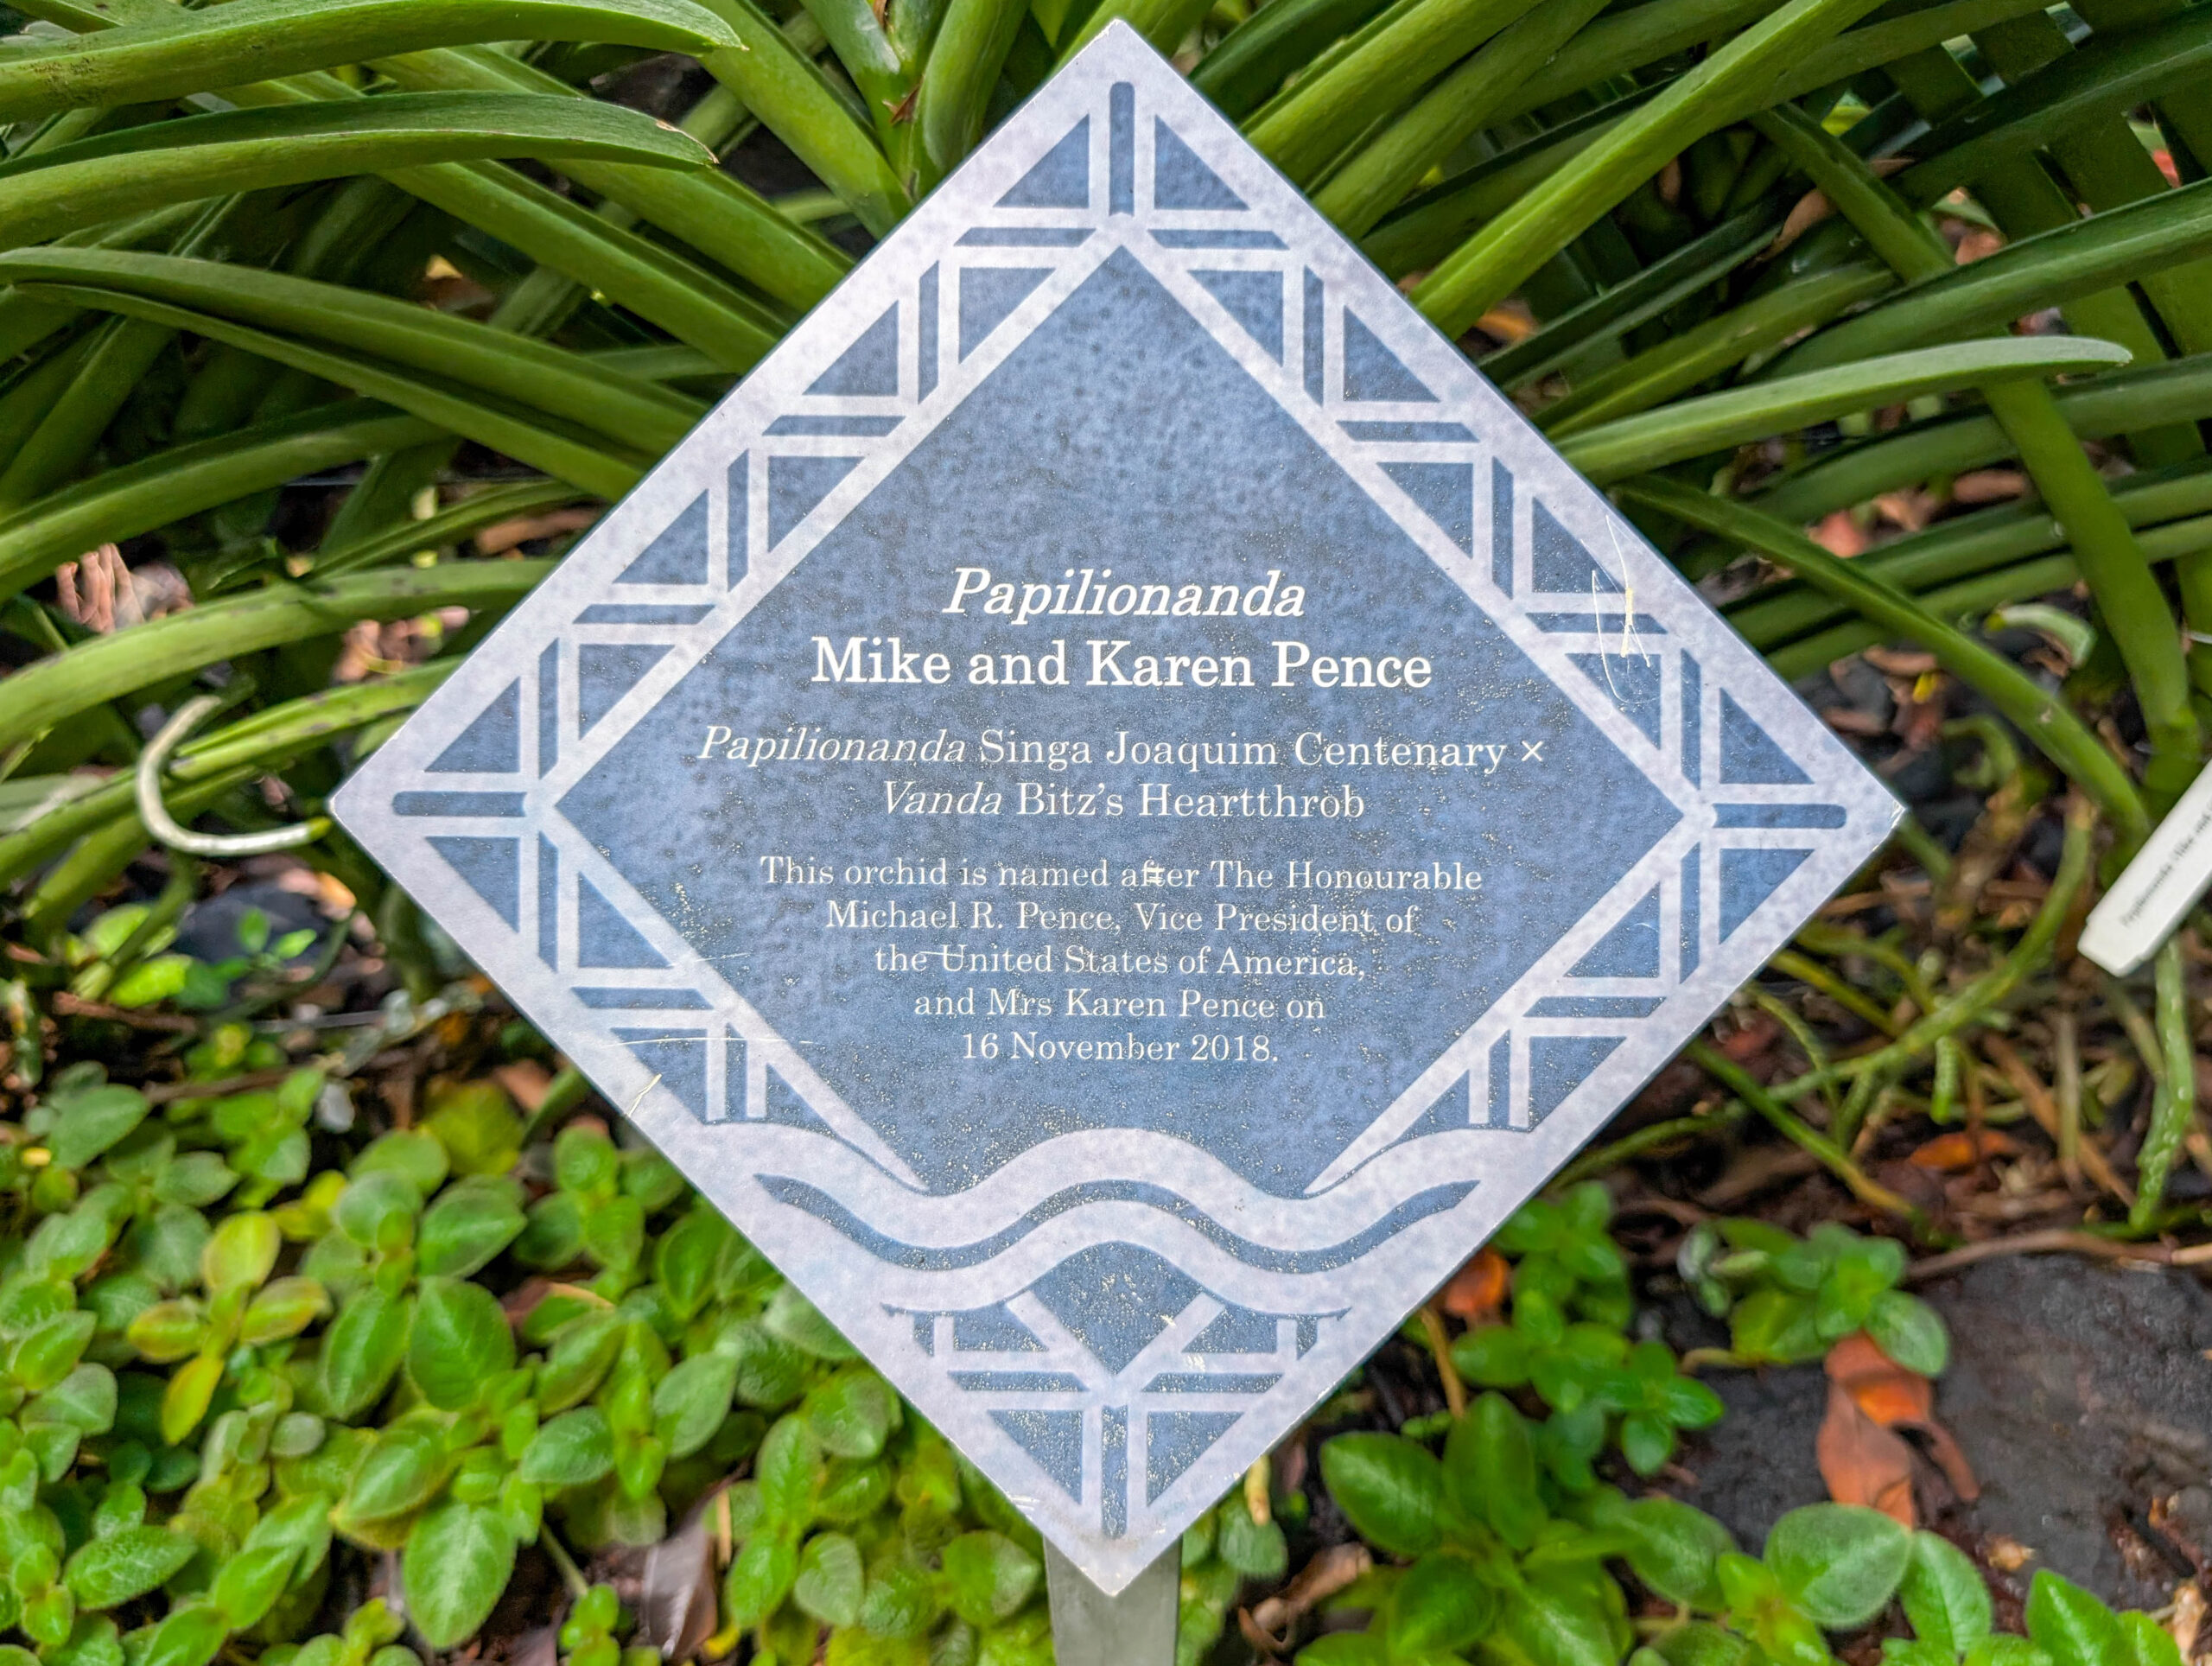 Papilionanda
Mike and Karen Pence
Papilionanda Singa Joaquim Centenary ×
Vanda Bitz's Heartthrob
This orchid is named after The Honourable
Michael R. Pence, Vice President of
the United States of America,
and Mrs Karen Pence on
16 November 2018.